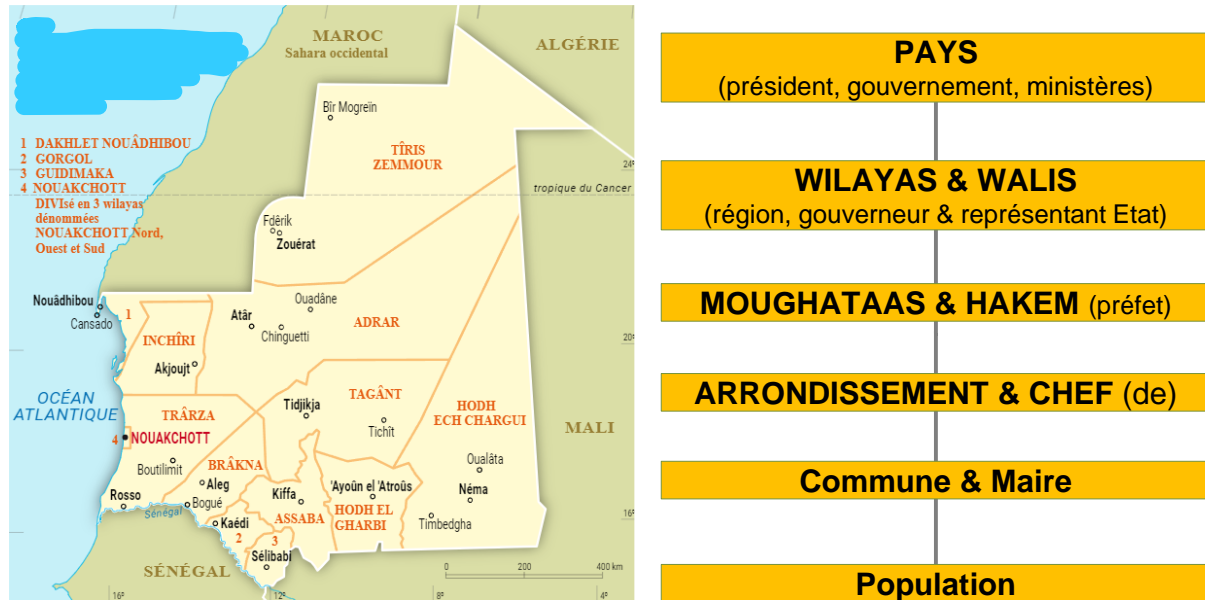 MAROC
Sahara occidental
ALGÉRIE
Bîr Mogreïn
1 DAKHLET NOUÂDHIBOU
2 GORGOL
3 GUIDIMAKA
4 NOUAKCHOTT
DIVIsé en 3 wilayas
dénommées
NOUAKCHOTT Nord,
Ouest et Sud
TÎRIS
ZEMMOUR
24°
tropique du Cancer
Fdêrik
Zouérat
Nouâdhibou
Cansado
1
INCHÎRI
Akjoujt
Atâr
Ouadâne
Chinguetti
ADRAR
20°
OCÉAN
ATLANTIQUE
TRÂRZA
4 NOUAKCHOTT
Boutilimit
Tidjikja
TAGÂNT
Tichît
HODH
ECH CHARGUI
MALI
BRÂKNA
Aleg
Bogué
Rosso
Sénégal
Kaédi
2
3
Sélibabi
Kiffa
ASSABA
'Ayoûn el 'Atroûs
HODH EL
GHARBI
Oualâta
Néma
Timbedgha
16°
SÉNÉGAL
0 200 400 km
16° 12° 8° 4°
PAYS
(président, gouvernement, ministères)
WILAYAS & WALIS
(région, gouverneur & représentant Etat)
MOUGHATAAS & HAKEM (préfet)
ARRONDISSEMENT & CHEF (de)
Commune & Maire
Population